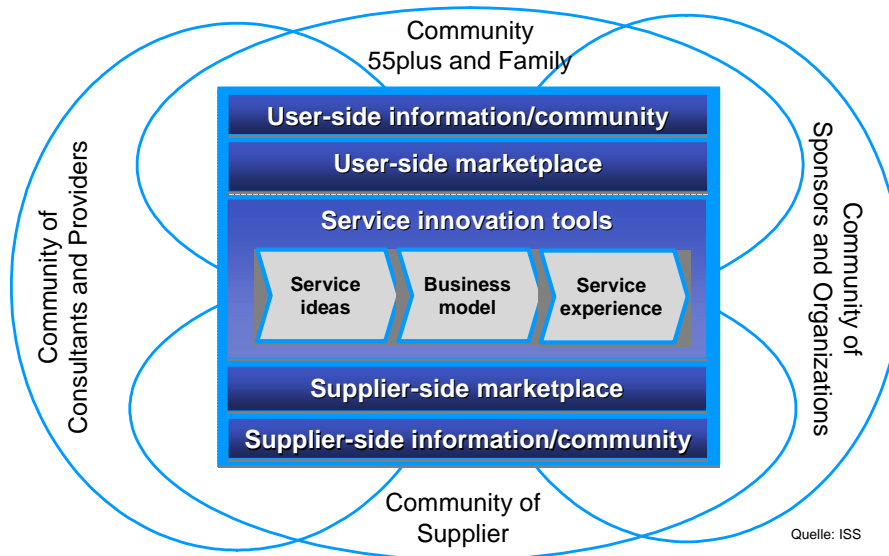 Community
55plus and Family
User-side information/community
User-side marketplace
Service innovation tools
Service
ideas
Business
model
Service
experience
Supplier-side marketplace
Supplier-side information/community
Community of
Consultants and Providers
Community of
Sponsors and Organizations
Community of
Supplier
Quelle: ISS